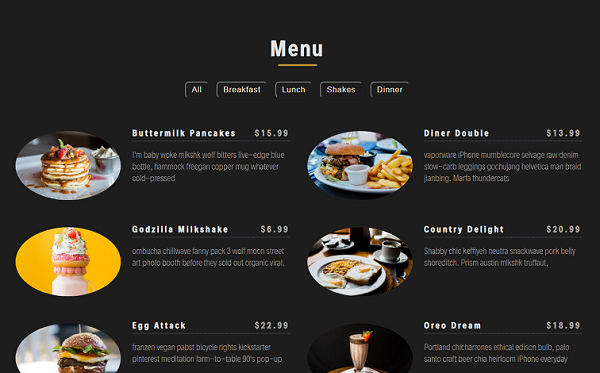 Menu
All Breakfast Lunch Shakes Dinner
Buttermilk Pancakes $15.99
I'm baby woke mlkshk wolf bitters live-edge blue
bottle, hammock freegan copper mug whatever
cold-pressed
Diner Double $13.99
vaporware iPhone mumblecore selvage raw denim
slow-carb leggings gochujang helvetica man braid
jianbing. Marfa thundercats
Godzilla Milkshake $6.99
ombucha chillwave fanny pack 3 wolf moon street
art photo booth before they sold out organic viral.
Country Delight $20.99
Shabby chic keffiyeh neutra snackwave pork belly
shoreditch. Prism austin mlkshk truffaut,
Egg Attack $22.99
franzen vegan pabst bicycle rights kickstarter
pinterest meditation farm-to-table 90's pop-up
Oreo Dream $18.99
Portland chicharrones ethical edison bulb, palo
santo craft beer chia heirloom iPhone everyday